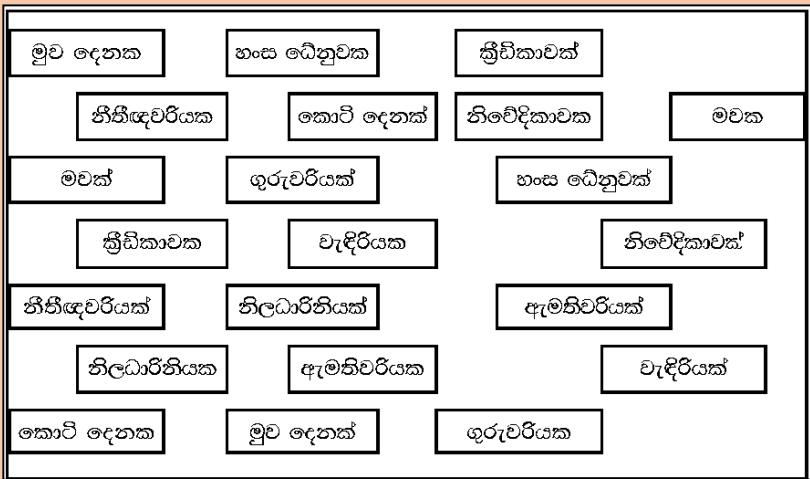 මුව දෙනක හංස ධේනුවක ක්‍රීඩිකාවක්
නීතීඥවරියක කොටි දෙනක් නිවේදිකාවක මවක
මවක් ගුරුවරියක් හංස ධේනුවක්
ක්‍රීඩිකාවක වැඳිරියක නිවේදිකාවක්
නීතීඥවරියක් නිලධාරිනියක් ඇමතිවරියක්
නිලධාරිනියක ඇමතිවරියක වැඳිරියක්
කොටි දෙනක මුව දෙනක් ගුරුවරියක